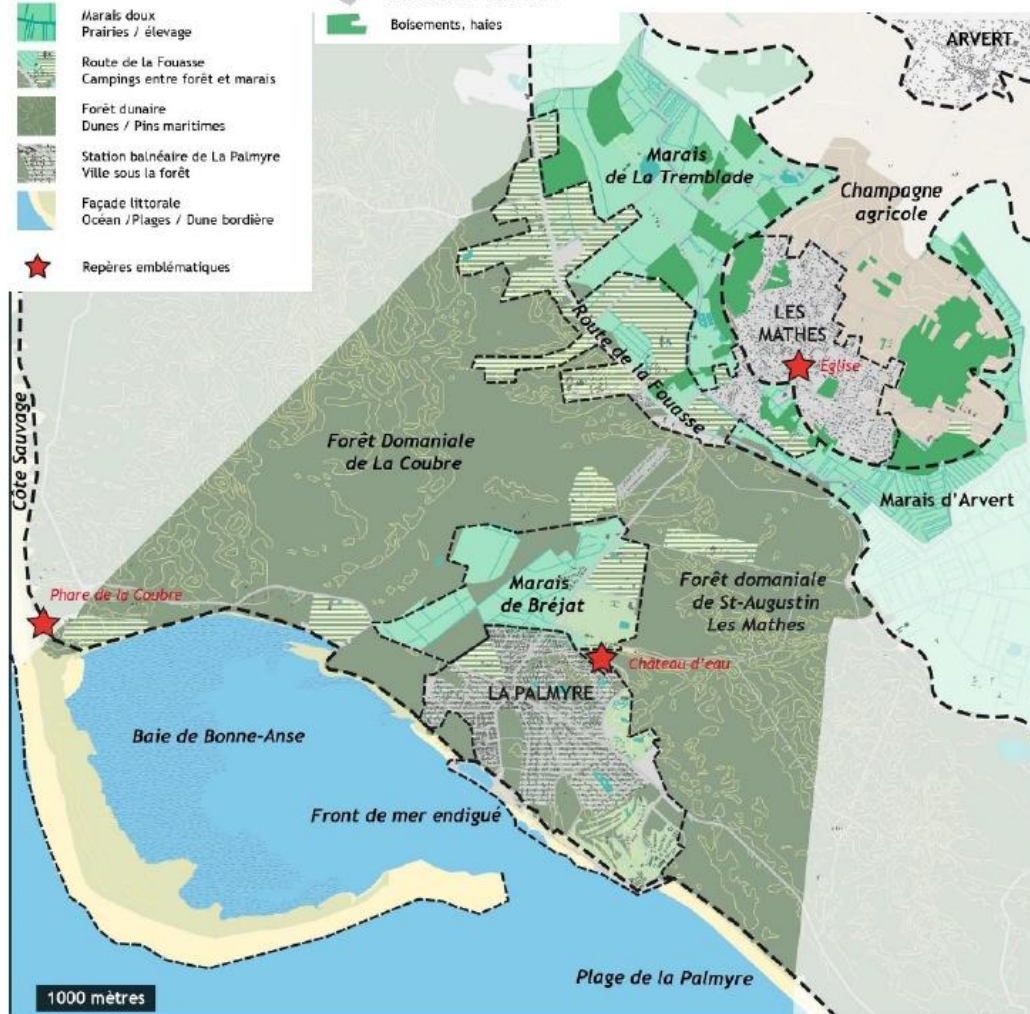 Marais doux
Prairies / élevage
Boisements, haies
Route de la Fouasse
Campings entre forêt et marais
Forêt dunaire
Dunes / Pins maritimes
Station balnéaire de La Palmyre
Ville sous la forêt
Façade littorale
Océan /Plages / Dune bordière
Repères emblématiques
ARVERT
Marais
de La Tremblade
Champagne
agricole
LES
MATHES
Eglise
Route de la Fouasse
Côte Sauvage
Forêt Domaniale
de La Coubre
Marais d'Arvert
Phare de la Coubre
Marais
de Bréjat
Forêt domaniale
de St-Augustin
Les Mathes
Château d'eau
LA PALMYRE
Baie de Bonne-Anse
Front de mer endigué
Plage de la Palmyre
1000 mètres